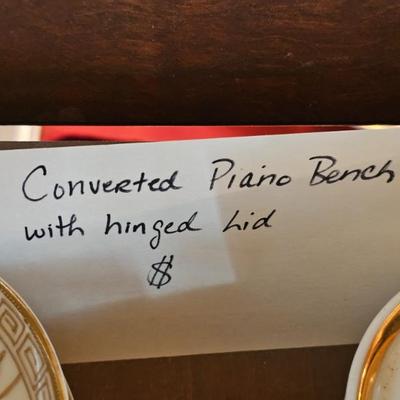 Converted Piano Bench
with hinged Lid
$